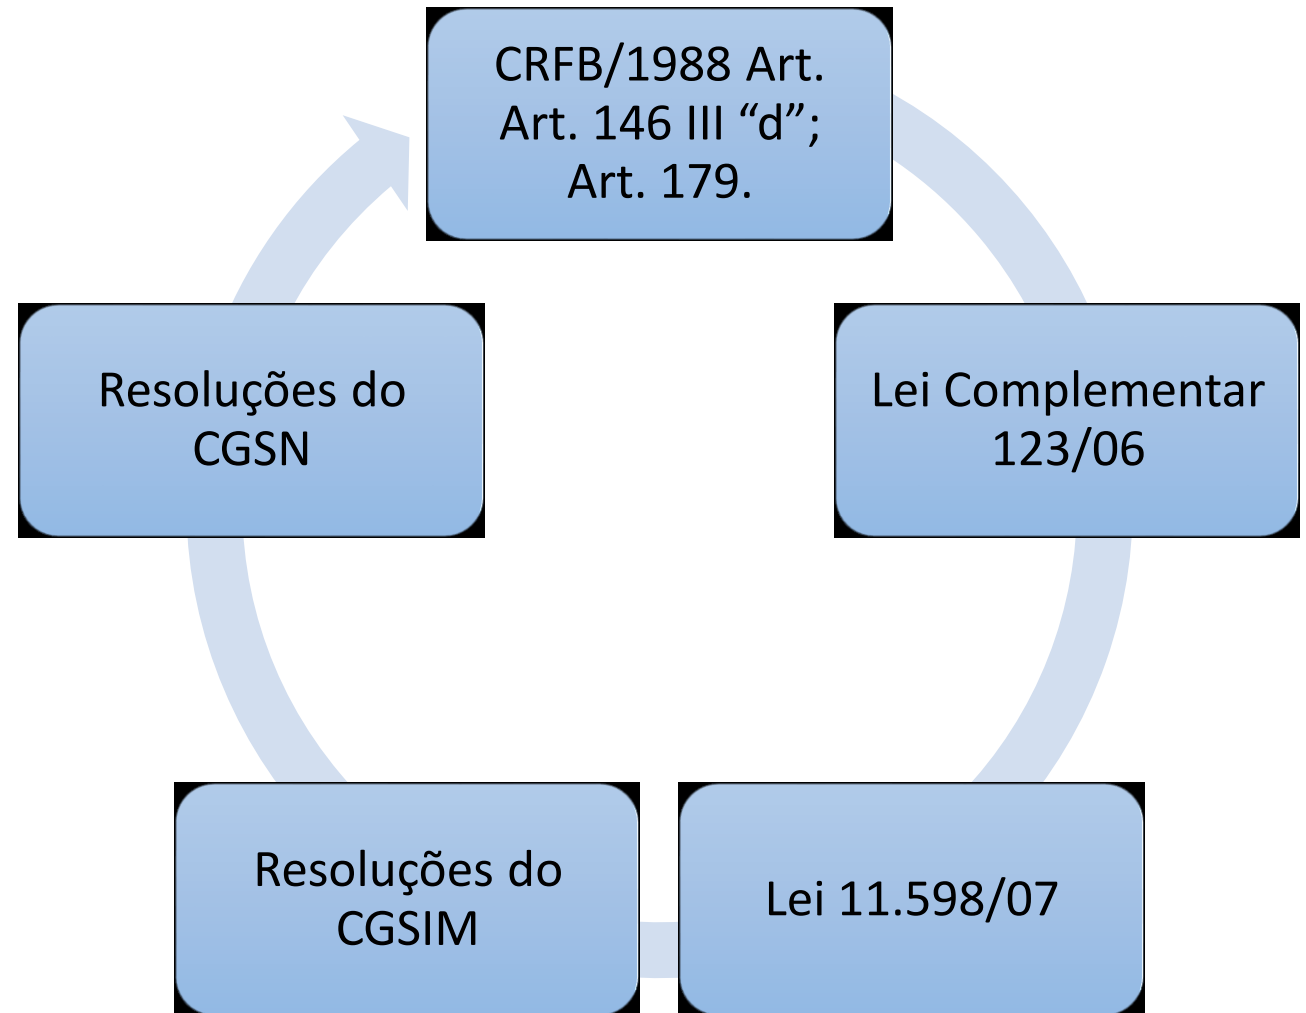 CRFB/1988 Art.
Art. 146 III “d”;
Art. 179.
Lei Complementar
123/06
Lei 11.598/07
Resoluções do
CGSIM
Resoluções do
CGSN